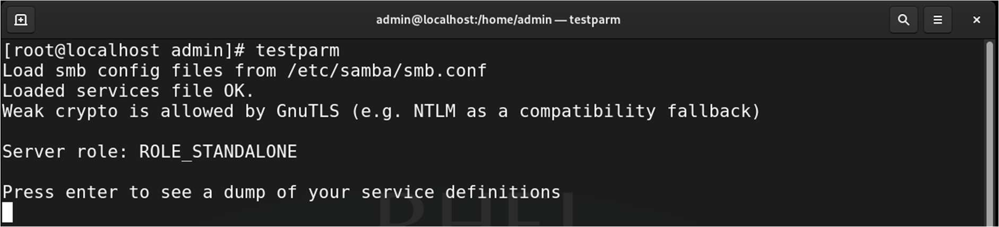 admin@localhost:/home/admin — testparm
[root@localhost admin]# testparm
Load smb config files from /etc/samba/smb.conf
Loaded services file OK.
Weak crypto is allowed by GnuTLS (e.g. NTLM as a compatibility fallback)
Server role: ROLE_STANDALONE
Press enter to see a dump of your service definitions
RHEL